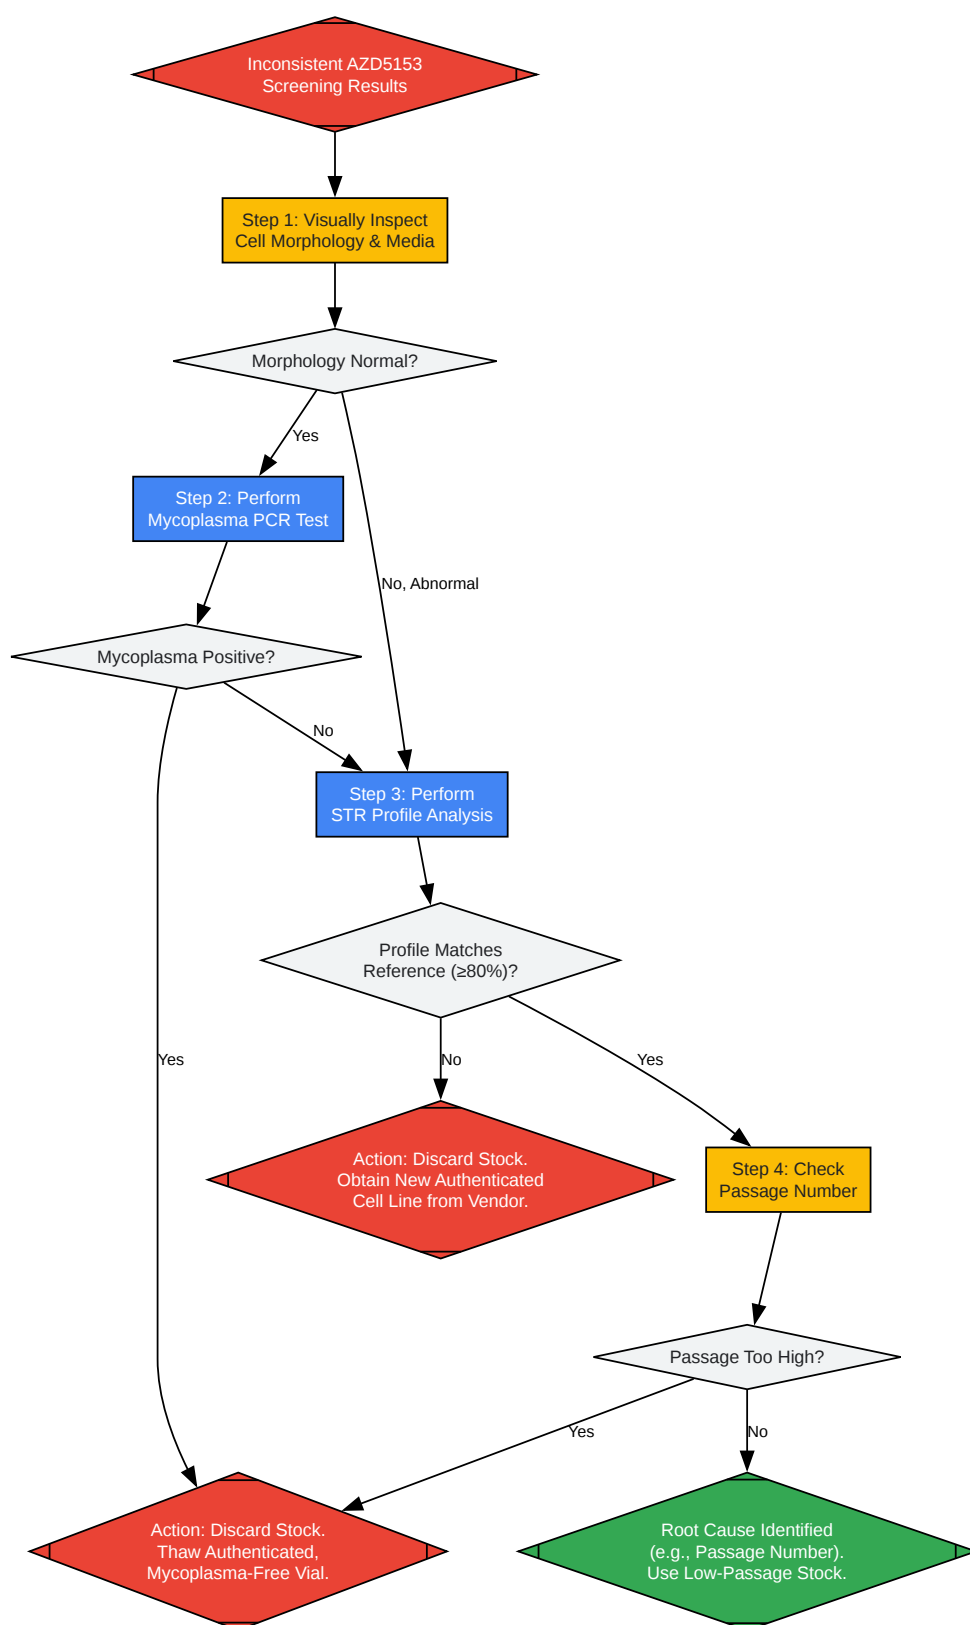 Inconsistent AZD5153
Screening Results
Step 1: Visually Inspect
Cell Morphology & Media
Morphology Normal?
Yes
Step 2: Perform
Mycoplasma PCR Test
No, Abnormal
Mycoplasma Positive?
No
Step 3: Perform
STR Profile Analysis
Profile Matches
Reference (≥80%)?
Yes
No
Yes
Action: Discard Stock.
Obtain New Authenticated
Cell Line from Vendor.
Step 4: Check
Passage Number
Passage Too High?
Yes
No
Action: Discard Stock.
Thaw Authenticated,
Mycoplasma-Free Vial.
Root Cause Identified
(e.g., Passage Number).
Use Low-Passage Stock.